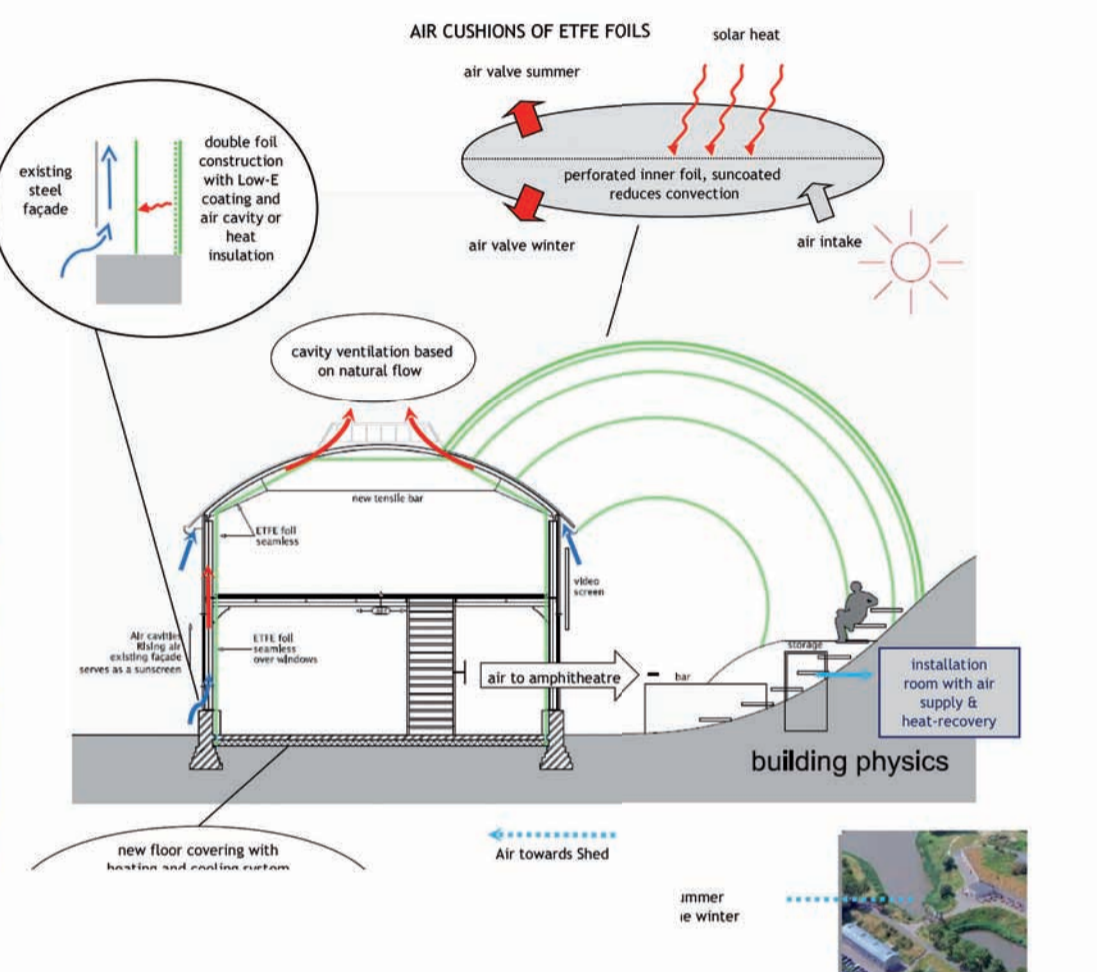 AIR CUSHIONS OF ETFE FOILS
solar heat
air valve summer
perforated inner foil, suncoated
reduces convection
air valve winter
air intake
existing
steel
façade
double foil
construction
with Low-E
coating and
air cavity or
heat
insulation
cavity ventilation based
on natural flow
new tensile bar
ETFE foil
seamless
video
screen
Air cavities
Rising air
existing façade
serves as a sunscreen
ETFE foil
seamless
over windows
air to amphitheatre
bar
storage
installation
room with air
supply &
heat-recovery
building physics
new floor covering with
heating and cooling system
Air towards Shed
ummer
e winter